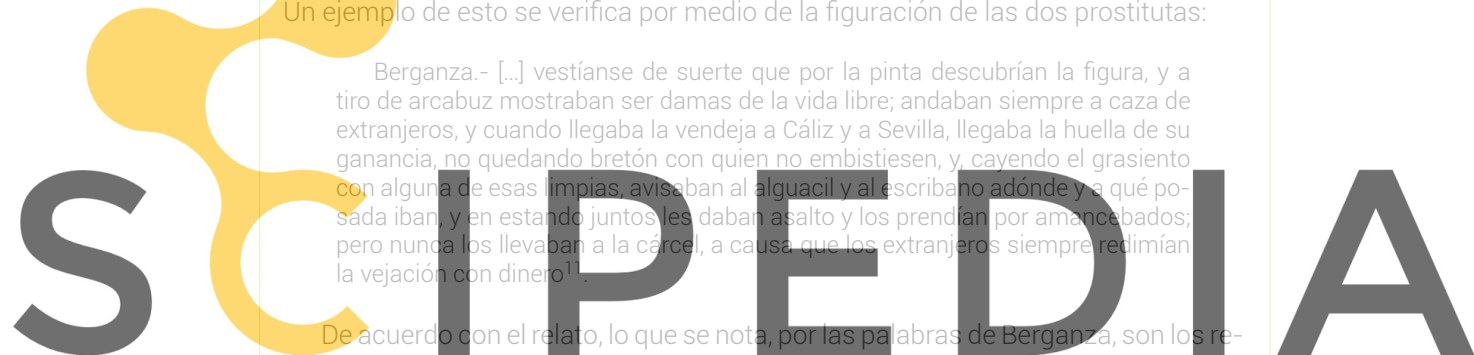 Un ejemplo de esto se verifica por medio de la figuración de las dos prostitutas:
Berganza.- [...] vestíanse de suerte que por la pinta descubrían la figura, y a
tiro de arcabuz mostraban ser damas de la vida libre; andaban siempre a caza de
extranjeros, y cuando llegaba la vendeja a Cáliz y a Sevilla, llegaba la huella de su
ganancia, no quedando bretón con quien no embistiesen, y, cayendo el grasiento
con alguna de esas limpias, avisaban al alguacil y al escribano adónde y a qué po-
sada iban, y en estando juntos les daban asalto y los prendían por amancebados;
pero nunca los llevaban a la cárcel, a causa que los extranjeros siempre redimían
la vejación con dinero¹¹.
De acuerdo con el relato, lo que se nota, por las palabras de Berganza, son los re-
SCIPEDIA